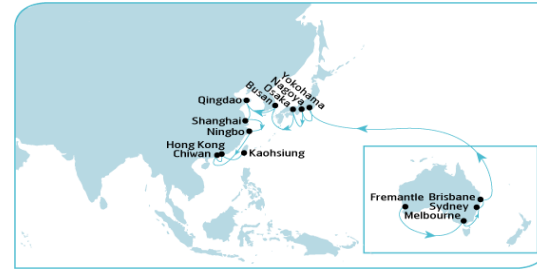 Yokohama
Nagoya
Osaka
Busan
Qingdao
Shanghai
Ningbo
Hong Kong
Chiwan
Kaohsiung
Fremantle
Brisbane
Sydney
Melbourne